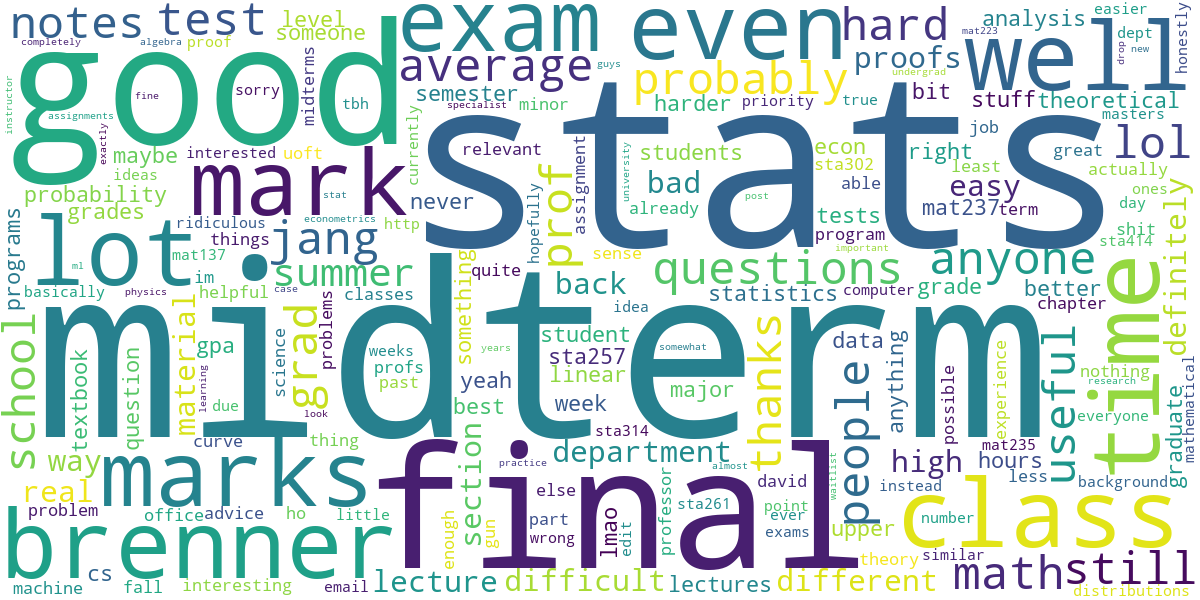 notes
test
level
someone
exam
even
hard
analysis
easier
dept
honestly
mat223
drop
new
completely
algebra
proof
good
midterms
guys
average
probably
proofs
well
undergrad
instructor
fine
sorry
tbh
semester
specialist
minor
harder
priority
true
bit
stuff
theoretical
masters
assignments
exactly
stats
job
great
lol
maybe
ideas
interested
uoft
currently
relevant
students
econ
sta302
right
least
actually
probability
grades
mark
stat
never
prof
assignment
bad
university
already
post
able
easy
mat237
term
ones
day
definitely
programs
lot
ridiculous
things
econometrics
jang
http
hopefully
sense
tests
program
important
shit
sta414
mat137
ml
im
summer
something
quite
back
questions
anyone
basically
physics
helpful
case
classes
idea
statistics
computer
grade
better
chapter
time
midterm
school
material
gpa
science
grad
problems
weeks
profs
past
years
yeah
student
sta257
linear
somewhat
major
thanks
data
people
anything
possible
experience
useful
nothing
research
everyone
graduate
mathematical
textbook
question
due
learning
look
best
week
curve
thing
sta314
mat235
marks
final
way
real
problem
section
practice
department
almost
waitlist
david
high
hours
less
background
class
office
advice
ho
little
else
part
wrong
lmao
edit
professor
sta261
point
ever
exams
instead
number
upper
brenner
enough
gun
theory
similar
machine
cs
fall
interesting
email
lecture
difficult
lectures
different
math
still
distributions